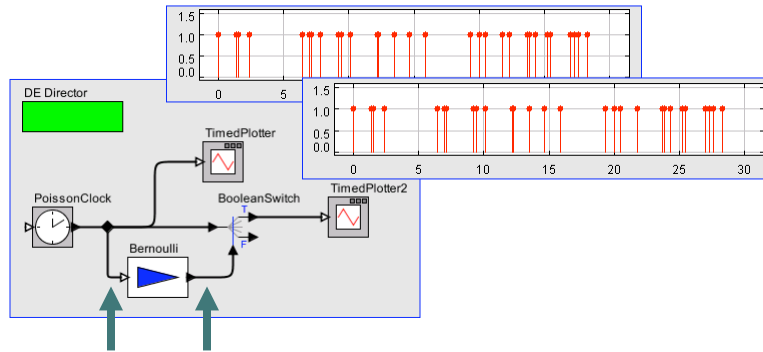 1.5
1.0
0.5
0.0
0 5
1.5
1.0
0.5
0.0
0 5 10 15 20 25 30
DE Director
TimedPlotter
PoissonClock
BooleanSwitch
TimedPlotter2
T
F
Bernoulli